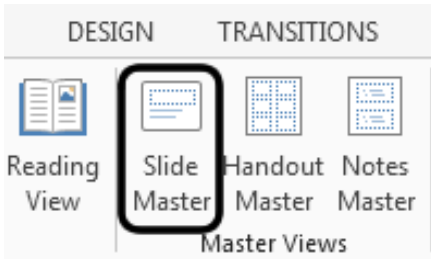 DESIGN TRANSITIONS
Reading View
Slide Master
Handout Master
Notes Master
Master Views